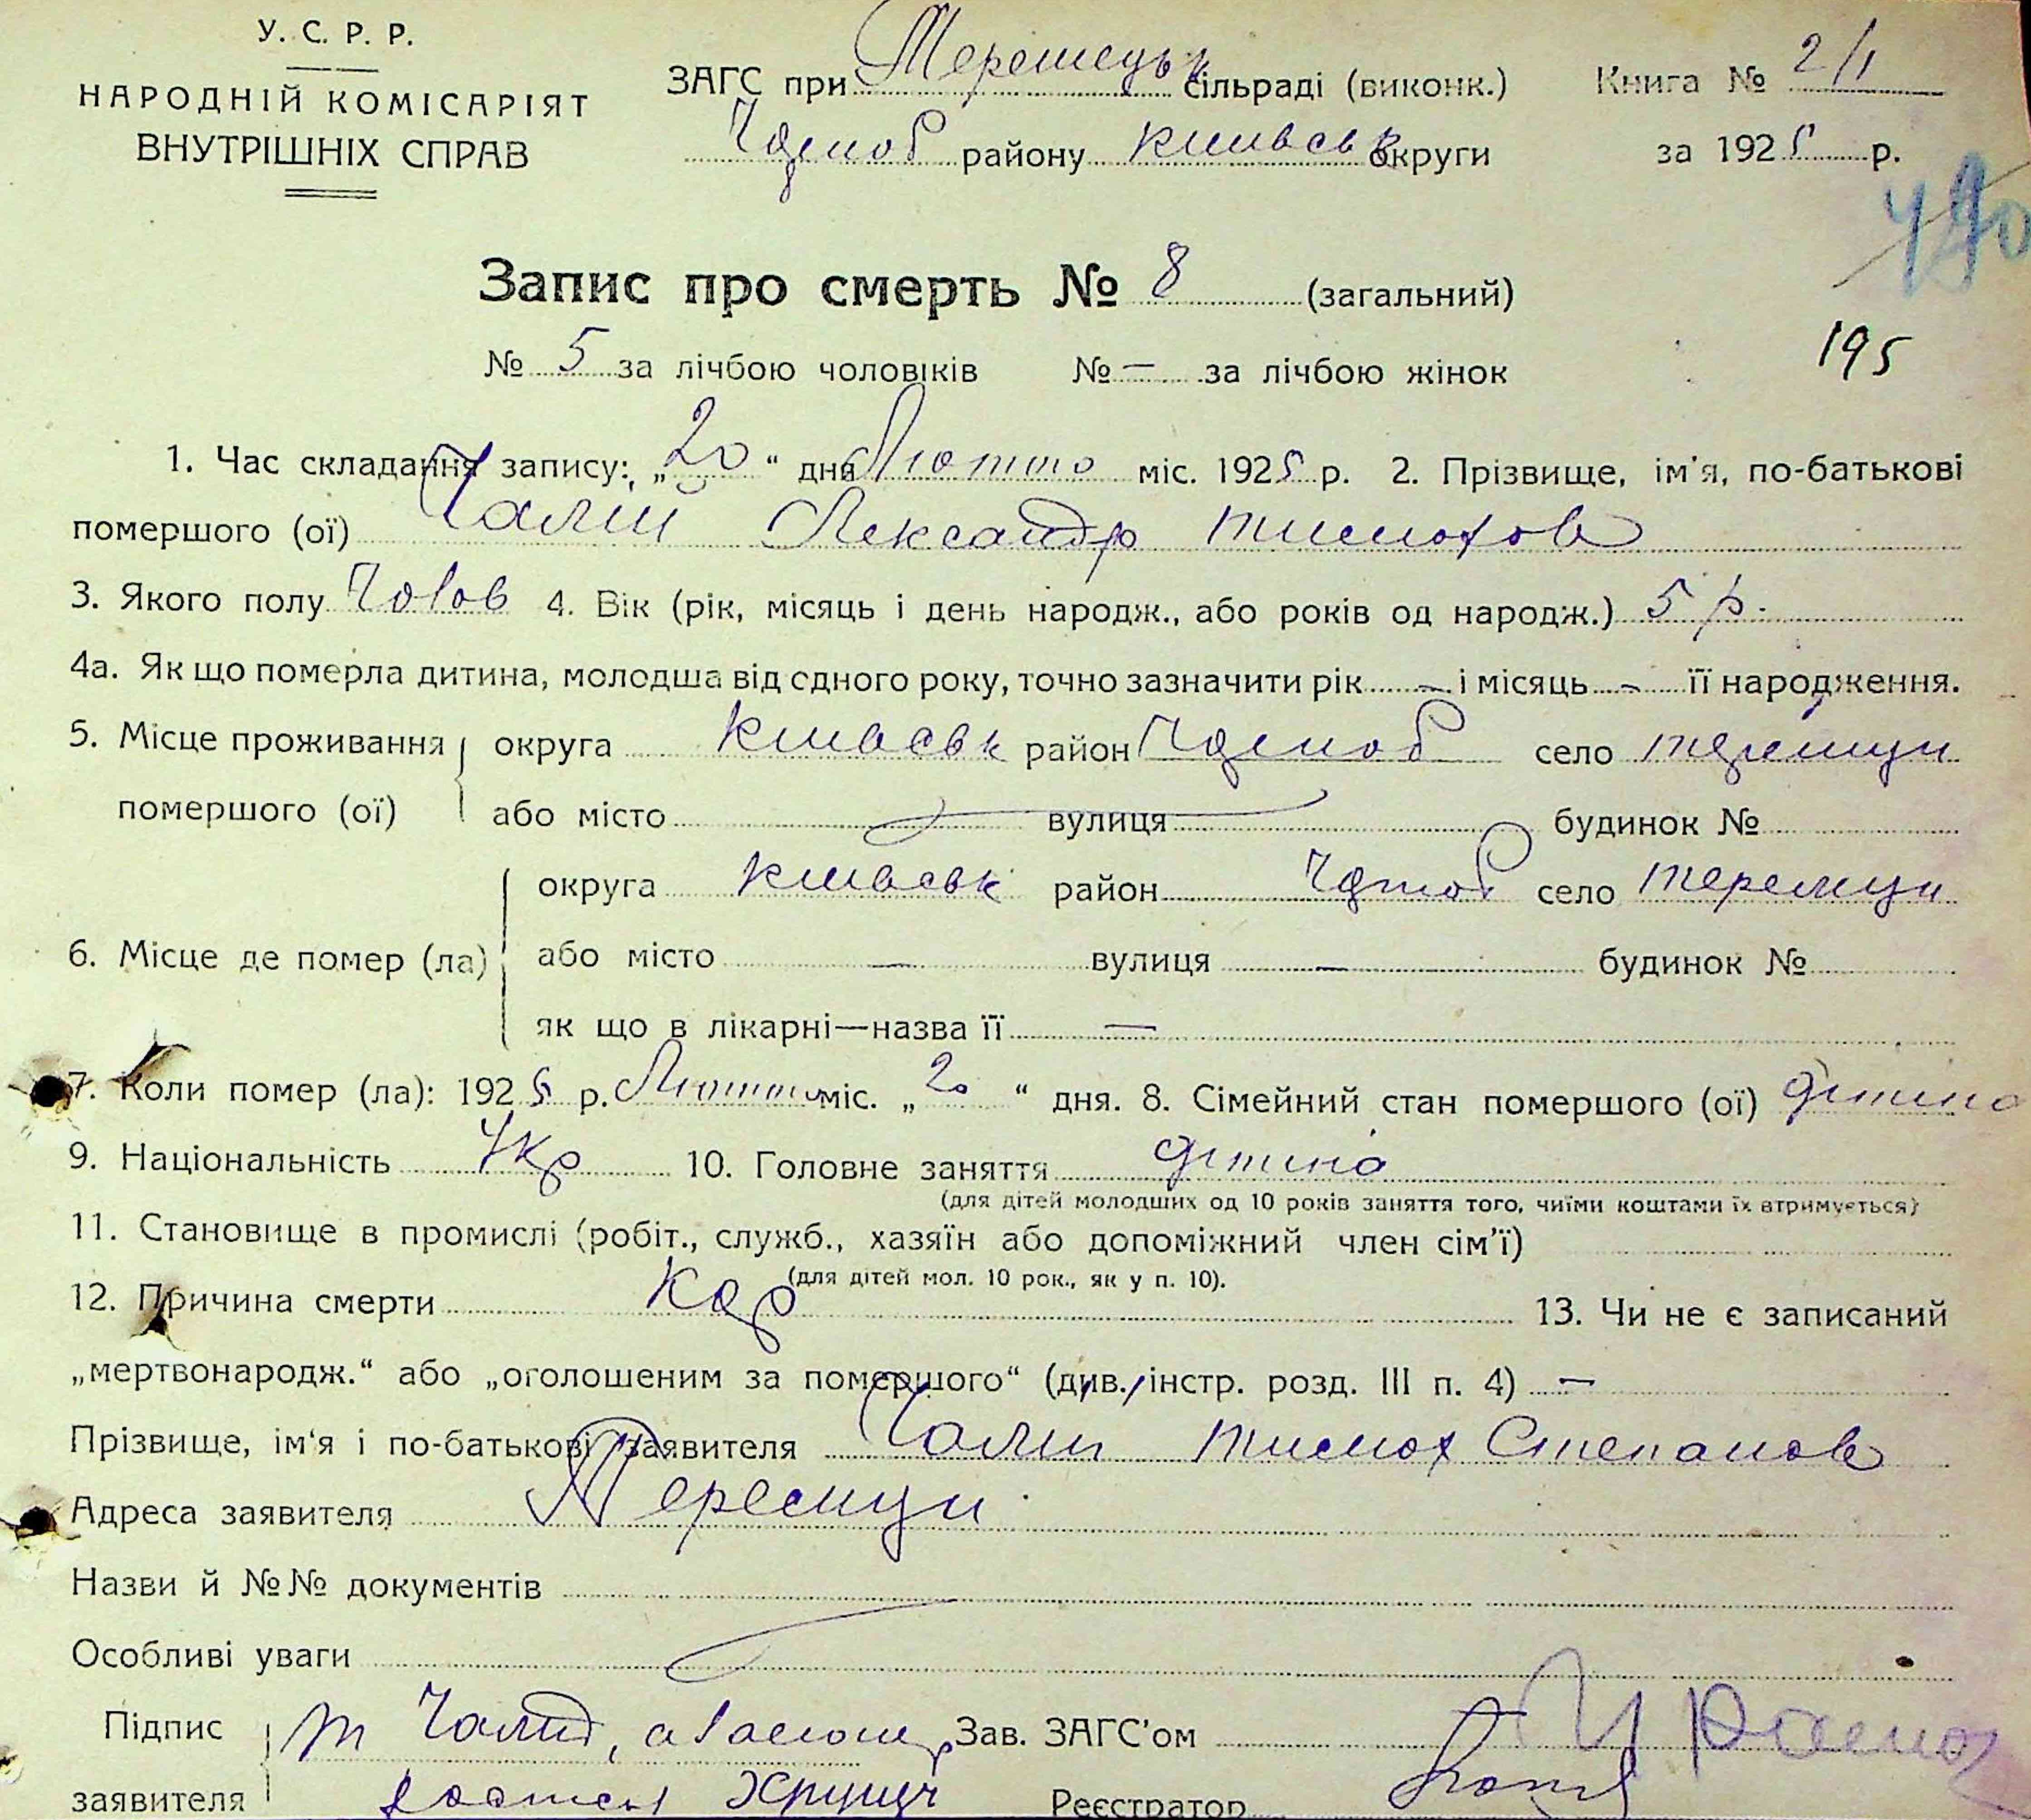 У. С. Р. Р.
НАРОДНІЙ КОМІСАРІЯТ
ВНУТРІШНІХ СПРАВ
ЗАГС при Теремецьк сільраді (виконк.)
Чорноб району Київськ округи
Книга № 2/1
за 1925 р.
Запис про смерть № 8 (загальний)
195
№ 5 за лічбою чоловіків № — за лічбою жінок
1. Час складання запису: „20“ дня Лютого міс. 1925 р. 2. Прізвище, ім'я, по-батькові
помершого (ої) Чалий Лександр Тимохов
3. Якого полу Чолов 4. Вік (рік, місяць і день народж., або років од народж.) 5 р.
4а. Як що померла дитина, молодша від одного року, точно зазначити рік — і місяць — її народження.
5. Місце проживання помершого (ої) округа Київськ район Чорноб село Теремци
або місто вулиця будинок №
6. Місце де помер (ла) округа Київськ район Чорноб село Теремци
або місто — вулиця — будинок №
як що в лікарні—назва її —
7. Коли помер (ла): 1925 р. Лютого міс. „20“ дня. 8. Сімейний стан помершого (ої) дитина
9. Національність Укр 10. Головне заняття дитина
(для дітей молодших од 10 років заняття того, чиїми коштами їх втримується)
11. Становище в промислі (робіт., служб., хазяїн або допоміжний член сім'ї)
(для дітей мол. 10 рок., як у п. 10).
12. Причина смерти Кор 13. Чи не є записаний
„мертвонародж.“ або „оголошеним за помершого“ (див. інстр. розд. III п. 4) —
Прізвище, ім'я і по-батькові заявителя Чалий Тимох Степанов
Адреса заявителя Теремци
Назви й №№ документів
Особливі уваги
Підпис заявителя Т Чалий, а
Зав. ЗАГС'ом
Реєстратор